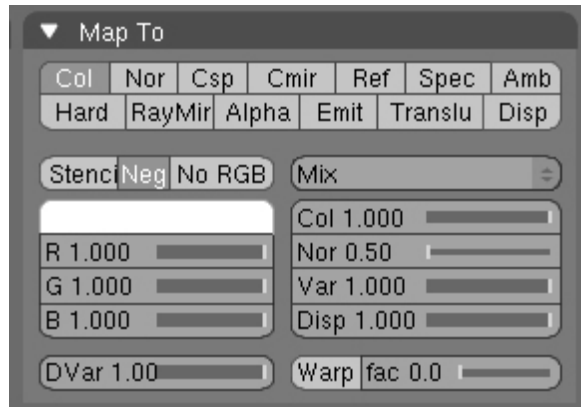 Map To
Col Nor Csp Cmir Ref Spec Amb
Hard RayMir Alpha Emit Translu Disp
Stenci Neg No RGB Mix
Col 1.000
R 1.000 Nor 0.50
G 1.000 Var 1.000
B 1.000 Disp 1.000
DVar 1.00 Warp fac 0.0